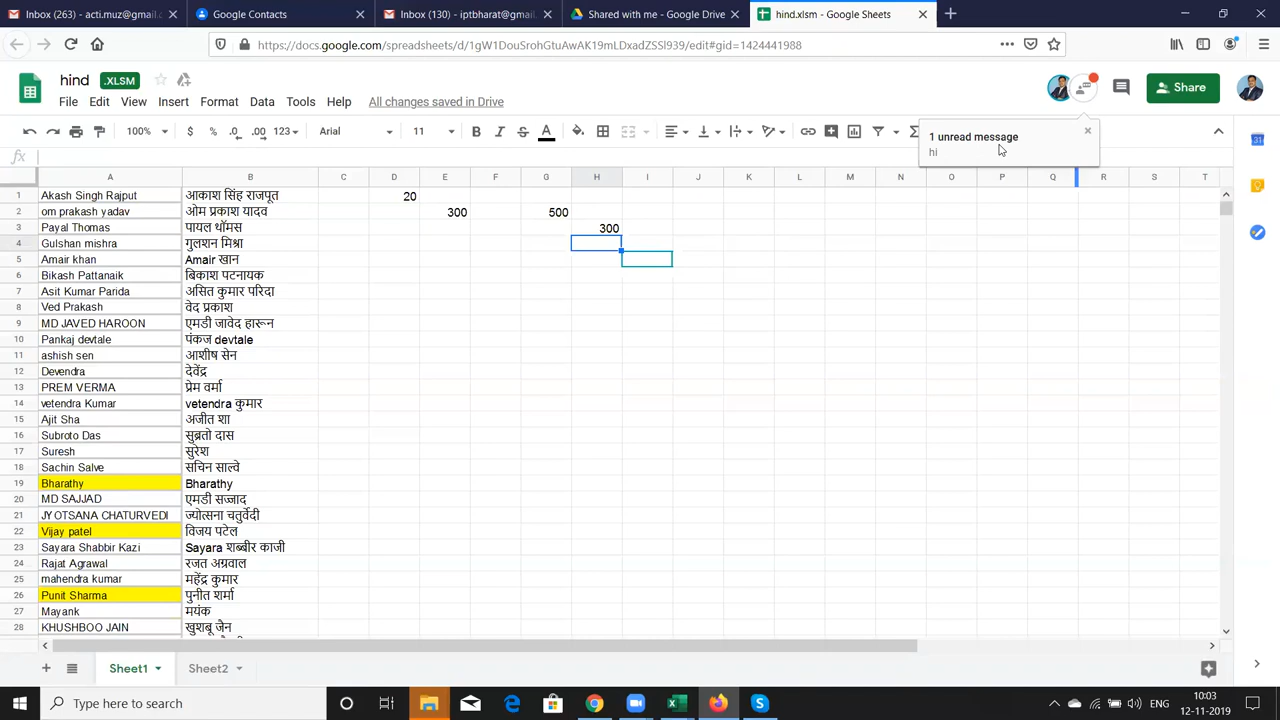 Inbox (263) - acti.muz@gmail.c
Google Contacts
Inbox (130) - iptbharat@gmail.
Shared with me - Google Drive
hind.xlsm - Google Sheets
https://docs.google.com/spreadsheets/d/1gW1DouSrohGtuAwAK19mLDxadZSSl939/edit#gid=1424441988
hind .XLSM
File Edit View Insert Format Data Tools Help All changes saved in Drive
Share
100% $ % .0 .00 123 Arial 11 B I S A
1 unread message
hi
fx
A B C D E F G H I J K L M N O P Q R S T
1 Akash Singh Rajput आकाश सिंह राजपूत 20
2 om prakash yadav ओम प्रकाश यादव 300 500
3 Payal Thomas पायल थॉमस 300
4 Gulshan mishra गुलशन मिश्रा
5 Amair khan Amair खान
6 Bikash Pattanaik बिकाश पटनायक
7 Asit Kumar Parida असित कुमार परिदा
8 Ved Prakash वेद प्रकाश
9 MD JAVED HAROON एमडी जावेद हारून
10 Pankaj devtale पंकज devtale
11 ashish sen आशीष सेन
12 Devendra देवेंद्र
13 PREM VERMA प्रेम वर्मा
14 vetendra Kumar vetendra कुमार
15 Ajit Sha अजीत शा
16 Subroto Das सुब्रतो दास
17 Suresh सुरेश
18 Sachin Salve सचिन साल्वे
19 Bharathy Bharathy
20 MD SAJJAD एमडी सज्जाद
21 JYOTSANA CHATURVEDI ज्योत्सना चतुर्वेदी
22 Vijay patel विजय पटेल
23 Sayara Shabbir Kazi Sayara शब्बीर काजी
24 Rajat Agrawal रजत अग्रवाल
25 mahendra kumar महेंद्र कुमार
26 Punit Sharma पुनीत शर्मा
27 Mayank मयंक
28 KHUSHBOO JAIN खुशबू जैन
Sheet1 Sheet2
Type here to search
ENG
10:03
12-11-2019